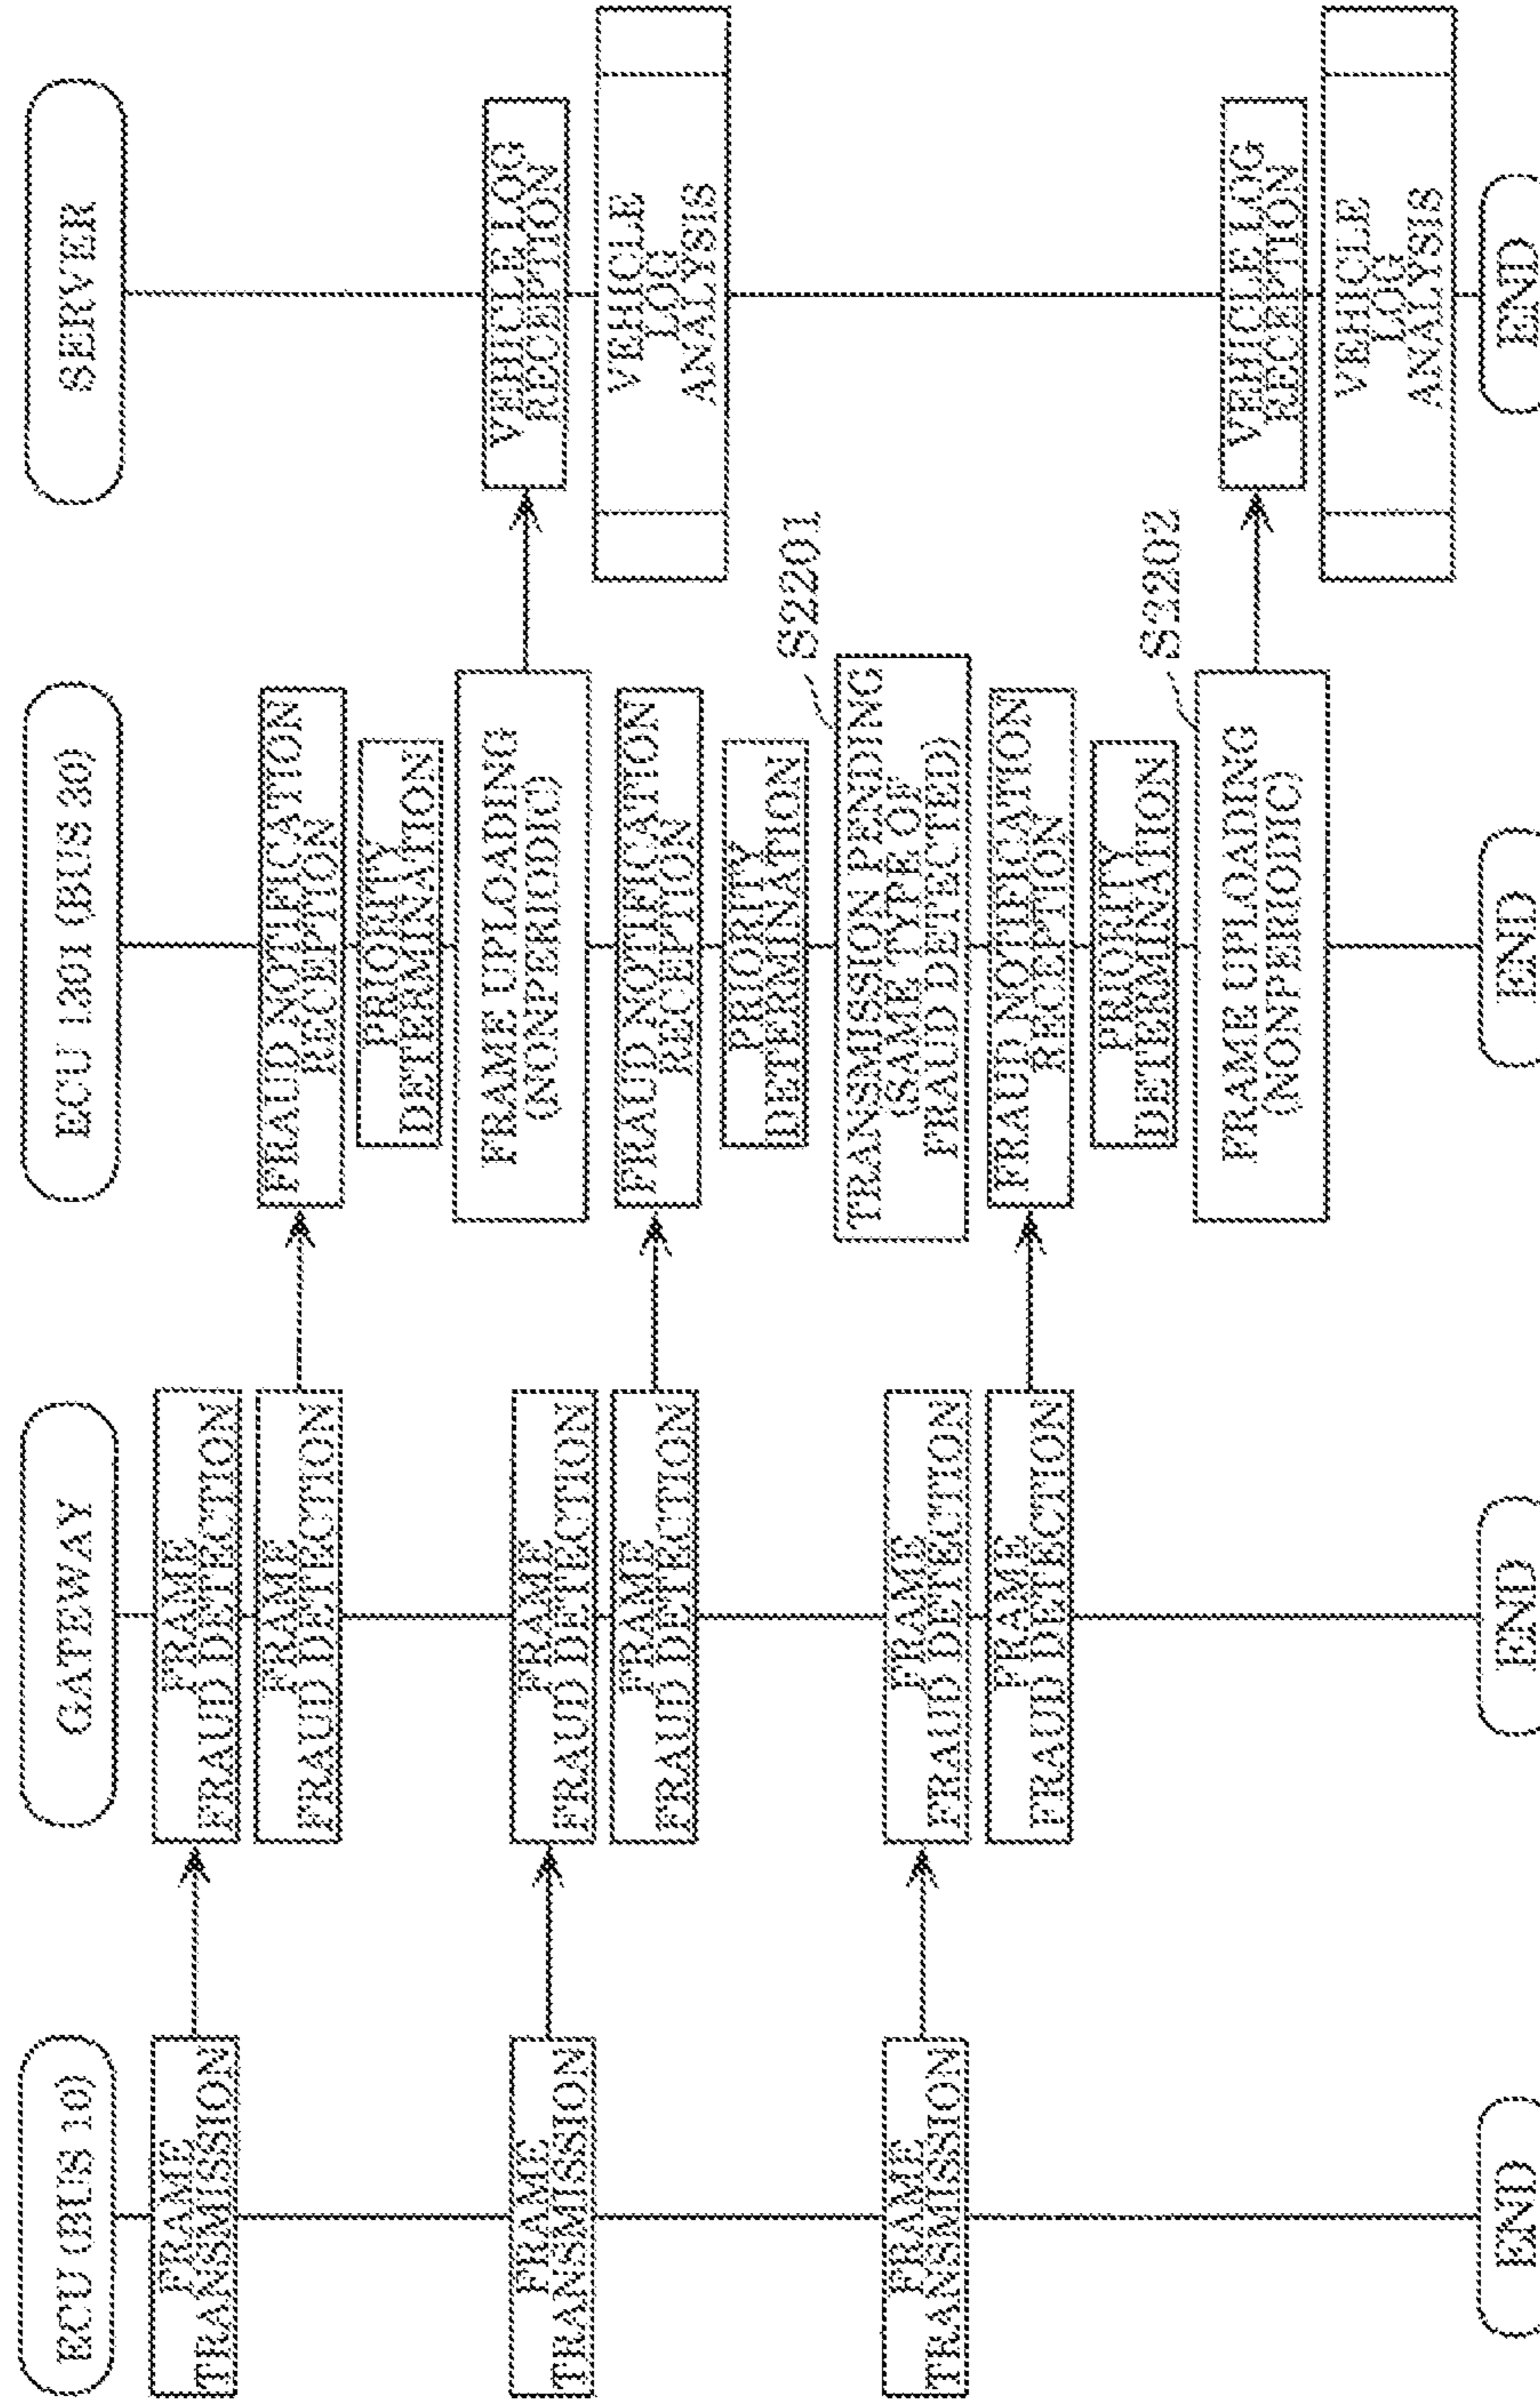 ECU (BUS 10)
FRAME
TRANSMISSION
FRAME
TRANSMISSION
FRAME
TRANSMISSION
END
GATEWAY
FRAME
FRAUD DETECTION
FRAME
FRAUD DETECTION
FRAME
FRAUD DETECTION
FRAME
FRAUD DETECTION
FRAME
FRAUD DETECTION
FRAME
FRAUD DETECTION
END
ECU 1301 (BUS 30)
FRAUD NOTIFICATION
RECEPTION
PRIORITY
DETERMINATION
FRAME UPLOADING
(NONPERIODIC)
FRAUD NOTIFICATION
RECEPTION
PRIORITY
DETERMINATION
S2201
TRANSMISSION PENDING
(SAME TYPE OF
FRAUD DETECTED)
FRAUD NOTIFICATION
RECEPTION
PRIORITY
DETERMINATION
S2202
FRAME UPLOADING
(NONPERIODIC)
END
SERVER
VEHICLE LOG
RECEPTION
VEHICLE
LOG
ANALYSIS
VEHICLE LOG
RECEPTION
VEHICLE
LOG
ANALYSIS
END